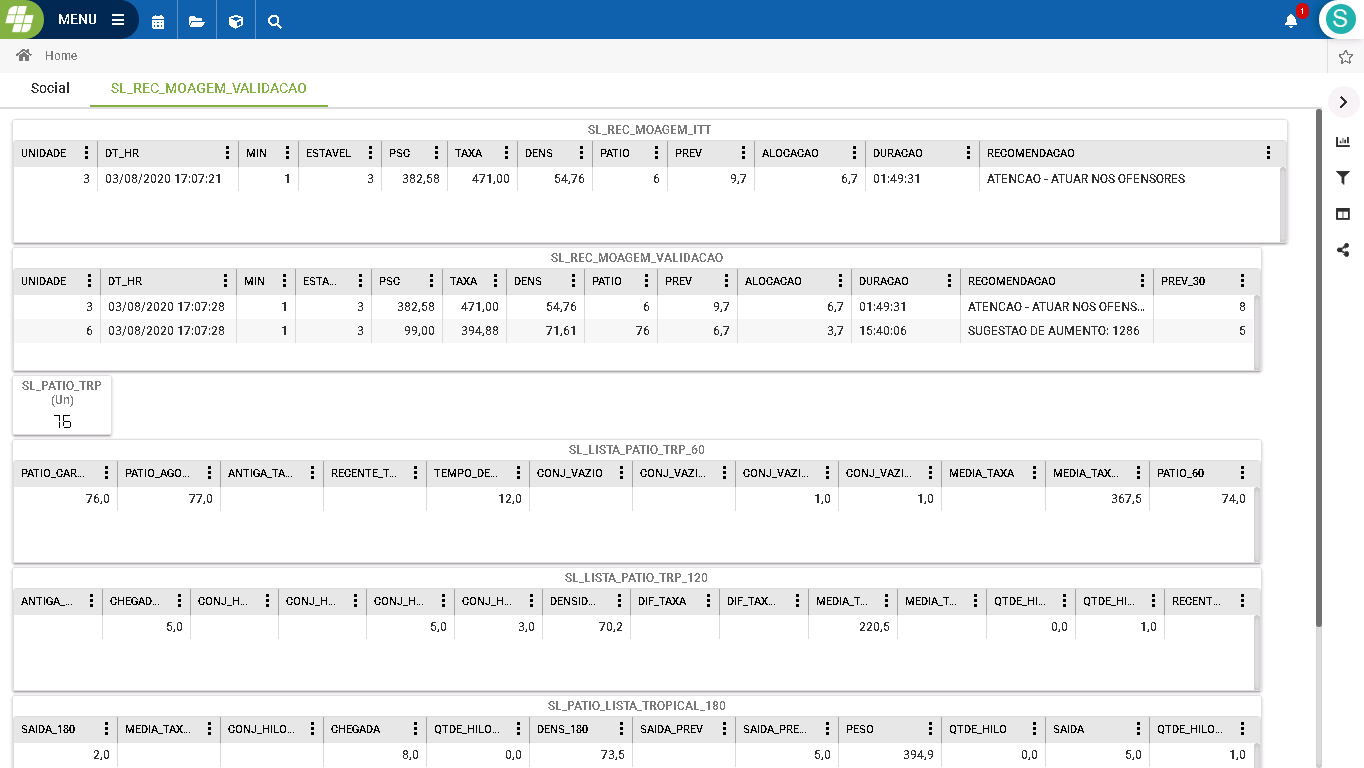 MENU
1
S
Home
Social SL_REC_MOAGEM_VALIDACAO
SL_REC_MOAGEM_ITT
UNIDADE DT_HR MIN ESTAVEL PSC TAXA DENS PATIO PREV ALOCACAO DURACAO RECOMENDACAO
3 03/08/2020 17:07:21 1 3 382,58 471,00 54,76 6 9,7 6,7 01:49:31 ATENCAO - ATUAR NOS OFENSORES
SL_REC_MOAGEM_VALIDACAO
UNIDADE DT_HR MIN ESTA... PSC TAXA DENS PATIO PREV ALOCACAO DURACAO RECOMENDACAO PREV_30
3 03/08/2020 17:07:28 1 3 382,58 471,00 54,76 6 9,7 6,7 01:49:31 ATENCAO - ATUAR NOS OFENS... 8
6 03/08/2020 17:07:28 1 3 99,00 394,88 71,61 76 6,7 3,7 15:40:06 SUGESTAO DE AUMENTO: 1286 5
SL_PATIO_TRP
(Un)
76
SL_LISTA_PATIO_TRP_60
PATIO_CAR... PATIO_AGO... ANTIGA_TA... RECENTE_T... TEMPO_DE... CONJ_VAZIO CONJ_VAZI... CONJ_VAZI... CONJ_VAZI... MEDIA_TAXA MEDIA_TAX... PATIO_60
76,0 77,0 12,0 1,0 1,0 367,5 74,0
SL_LISTA_PATIO_TRP_120
ANTIGA_... CHEGAD... CONJ_H... CONJ_H... CONJ_H... CONJ_H... DENSID... DIF_TAXA DIF_TAX... MEDIA_T... MEDIA_T... QTDE_HI... QTDE_HI... RECENT...
5,0 5,0 3,0 70,2 220,5 0,0 1,0
SL_PATIO_LISTA_TROPICAL_180
SAIDA_180 MEDIA_TAX... CONJ_HILO... CHEGADA QTDE_HILO... DENS_180 SAIDA_PREV SAIDA_PRE... PESO QTDE_HILO SAIDA QTDE_HILO...
2,0 8,0 0,0 73,5 5,0 394,9 0,0 5,0 1,0